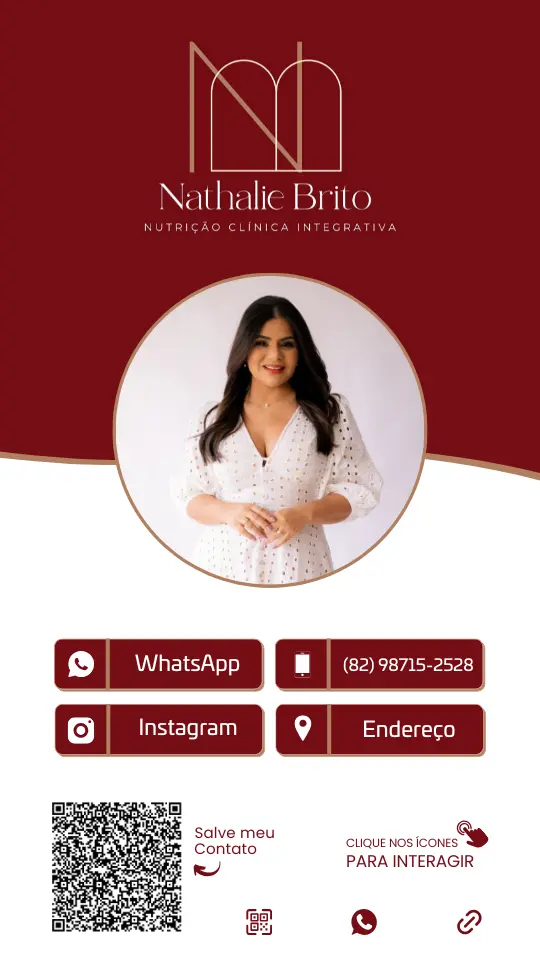 Nathalie Brito
NUTRIÇÃO CLÍNICA INTEGRATIVA
WhatsApp
(82) 98715-2528
Instagram
Endereço
Salve meu
Contato
CLIQUE NOS ÍCONES
PARA INTERAGIR